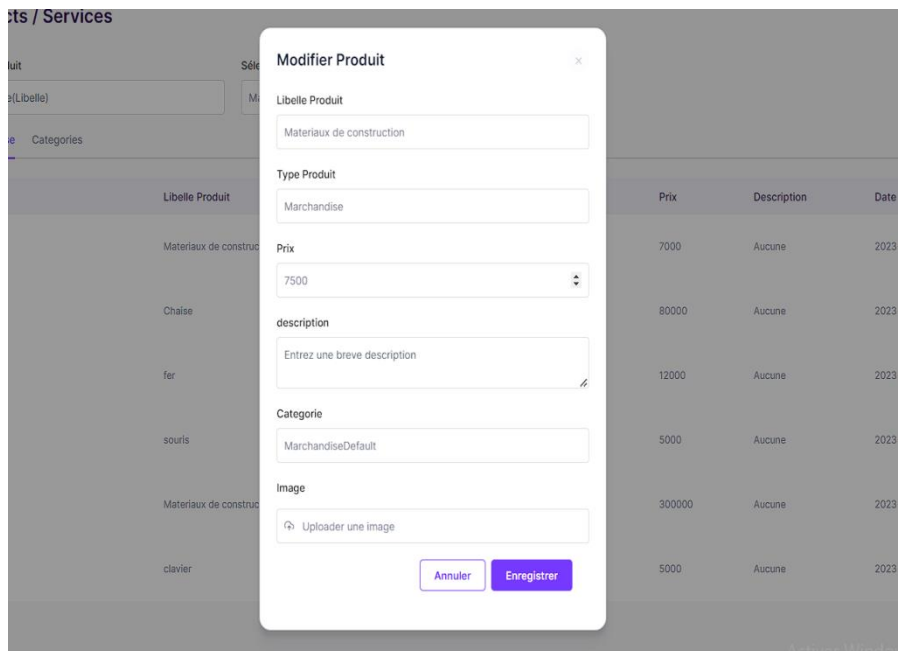 cts / Services
Modifier Produit
duit
Séle
Libelle Produit
e(Libelle)
Ma
Materiaux de construction
se Categories
Type Produit
Libelle Produit
Marchandise
Prix Description Date
Materiaux de construc
Prix
7000 Aucune 2023
7500
Chaise
80000 Aucune 2023
description
Entrez une breve description
fer
12000 Aucune 2023
Categorie
souris
MarchandiseDefault
5000 Aucune 2023
Image
Materiaux de construc
300000 Aucune 2023
Uploader une image
clavier
Annuler
Enregistrer
5000 Aucune 2023